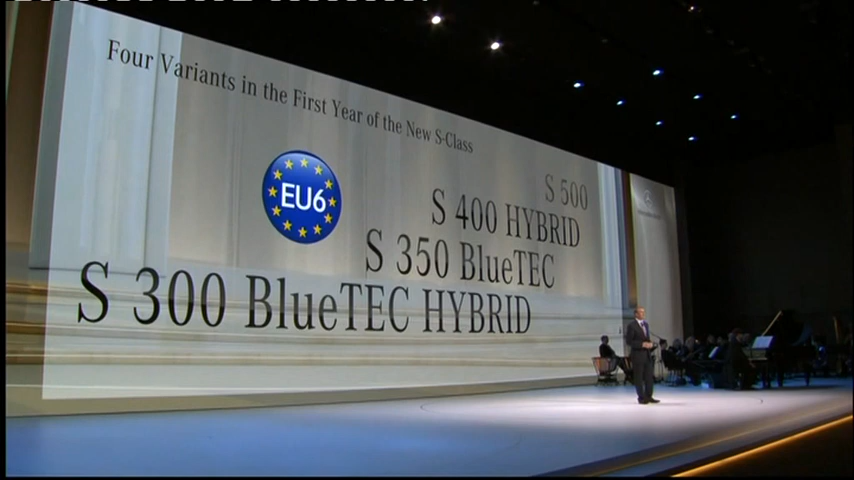 Four Variants in the First Year of the New S-Class
EU6
S 500
S 400 HYBRID
S 350 BlueTEC
S 300 BlueTEC HYBRID